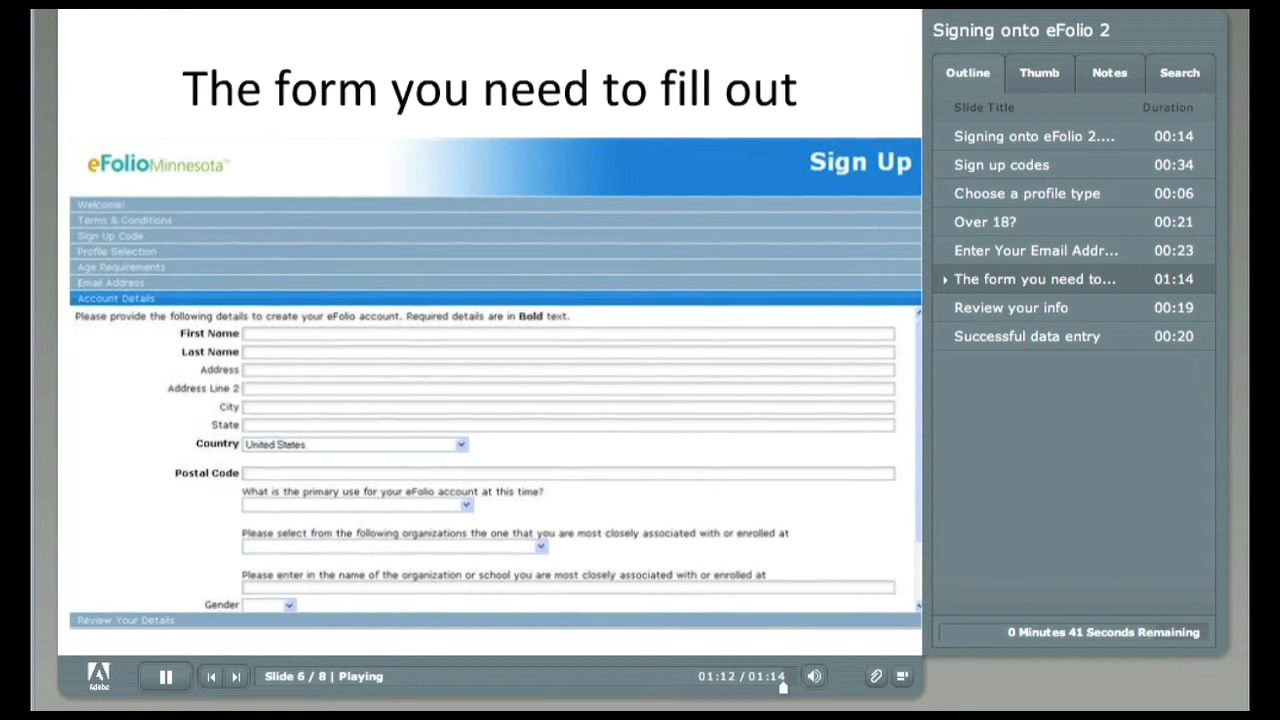 The form you need to fill out
eFolioMinnesota™
Sign Up
Welcome!
Terms & Conditions
Sign Up Code
Profile Selection
Age Requirements
Email Address
Account Details
Please provide the following details to create your eFolio account. Required details are in Bold text.
First Name
Last Name
Address
Address Line 2
City
State
Country United States
Postal Code
What is the primary use for your eFolio account at this time?
Please select from the following organizations the one that you are most closely associated with or enrolled at
Please enter in the name of the organization or school you are most closely associated with or enrolled at
Gender
Review Your Details
Adobe
Slide 6 / 8 | Playing
01:12 / 01:14
Signing onto eFolio 2
Outline Thumb Notes Search
Slide Title Duration
Signing onto eFolio 2.... 00:14
Sign up codes 00:34
Choose a profile type 00:06
Over 18? 00:21
Enter Your Email Addr... 00:23
The form you need to... 01:14
Review your info 00:19
Successful data entry 00:20
0 Minutes 41 Seconds Remaining